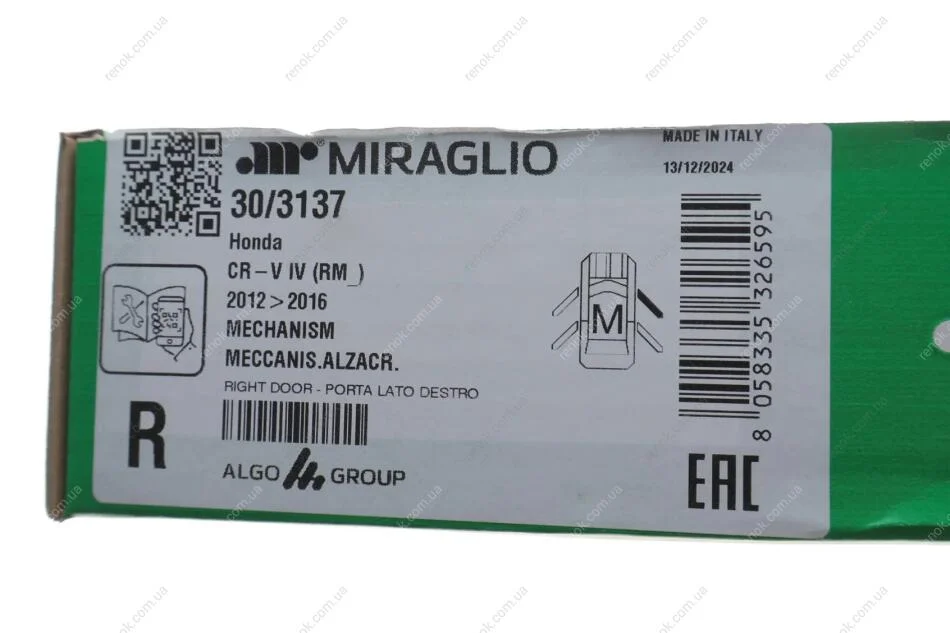 MIRAGLIO
30/3137
Honda
CR-V IV (RM_)
2012 > 2016
MECHANISM
MECCANIS.ALZACR.
RIGHT DOOR - PORTA LATO DESTRO
ALGO GROUP
R
MADE IN ITALY
13/12/2024
M
8 058335 326595
EAC
renok.com.ua